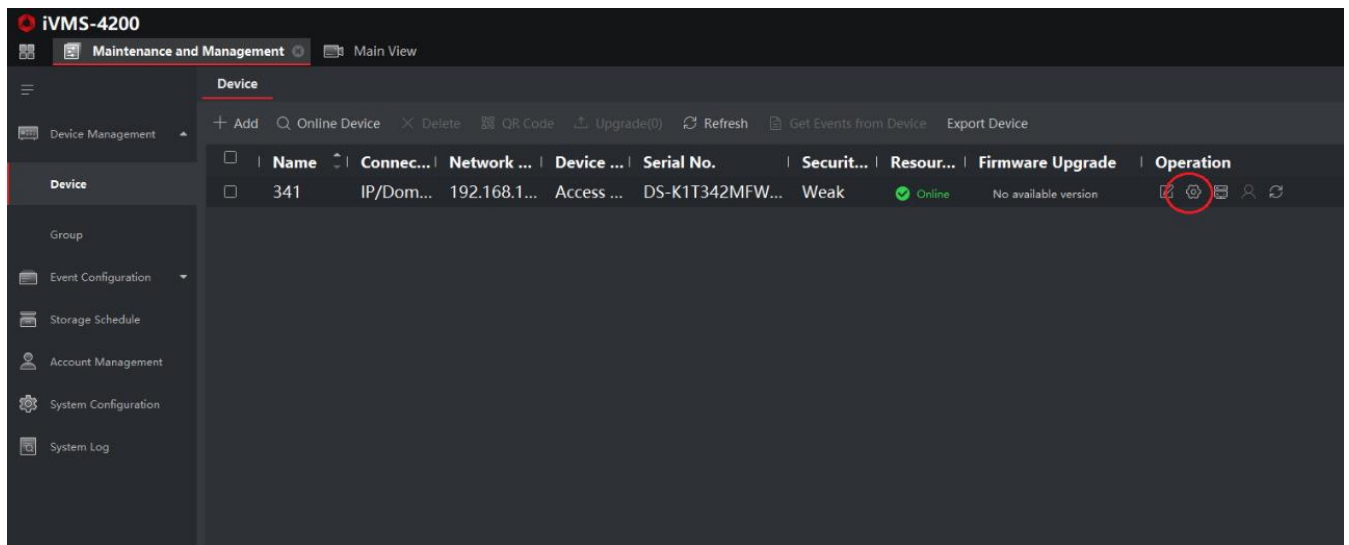 iVMS-4200
Maintenance and Management Main View
Device
Device Management
+ Add Online Device Delete QR Code Upgrade(0) Refresh Get Events from Device Export Device
Name Connec... Network ... Device ... Serial No. Securit... Resour... Firmware Upgrade Operation
Device
341 IP/Dom... 192.168.1... Access ... DS-K1T342MFW... Weak Online No available version
Group
Event Configuration
Storage Schedule
Account Management
System Configuration
System Log